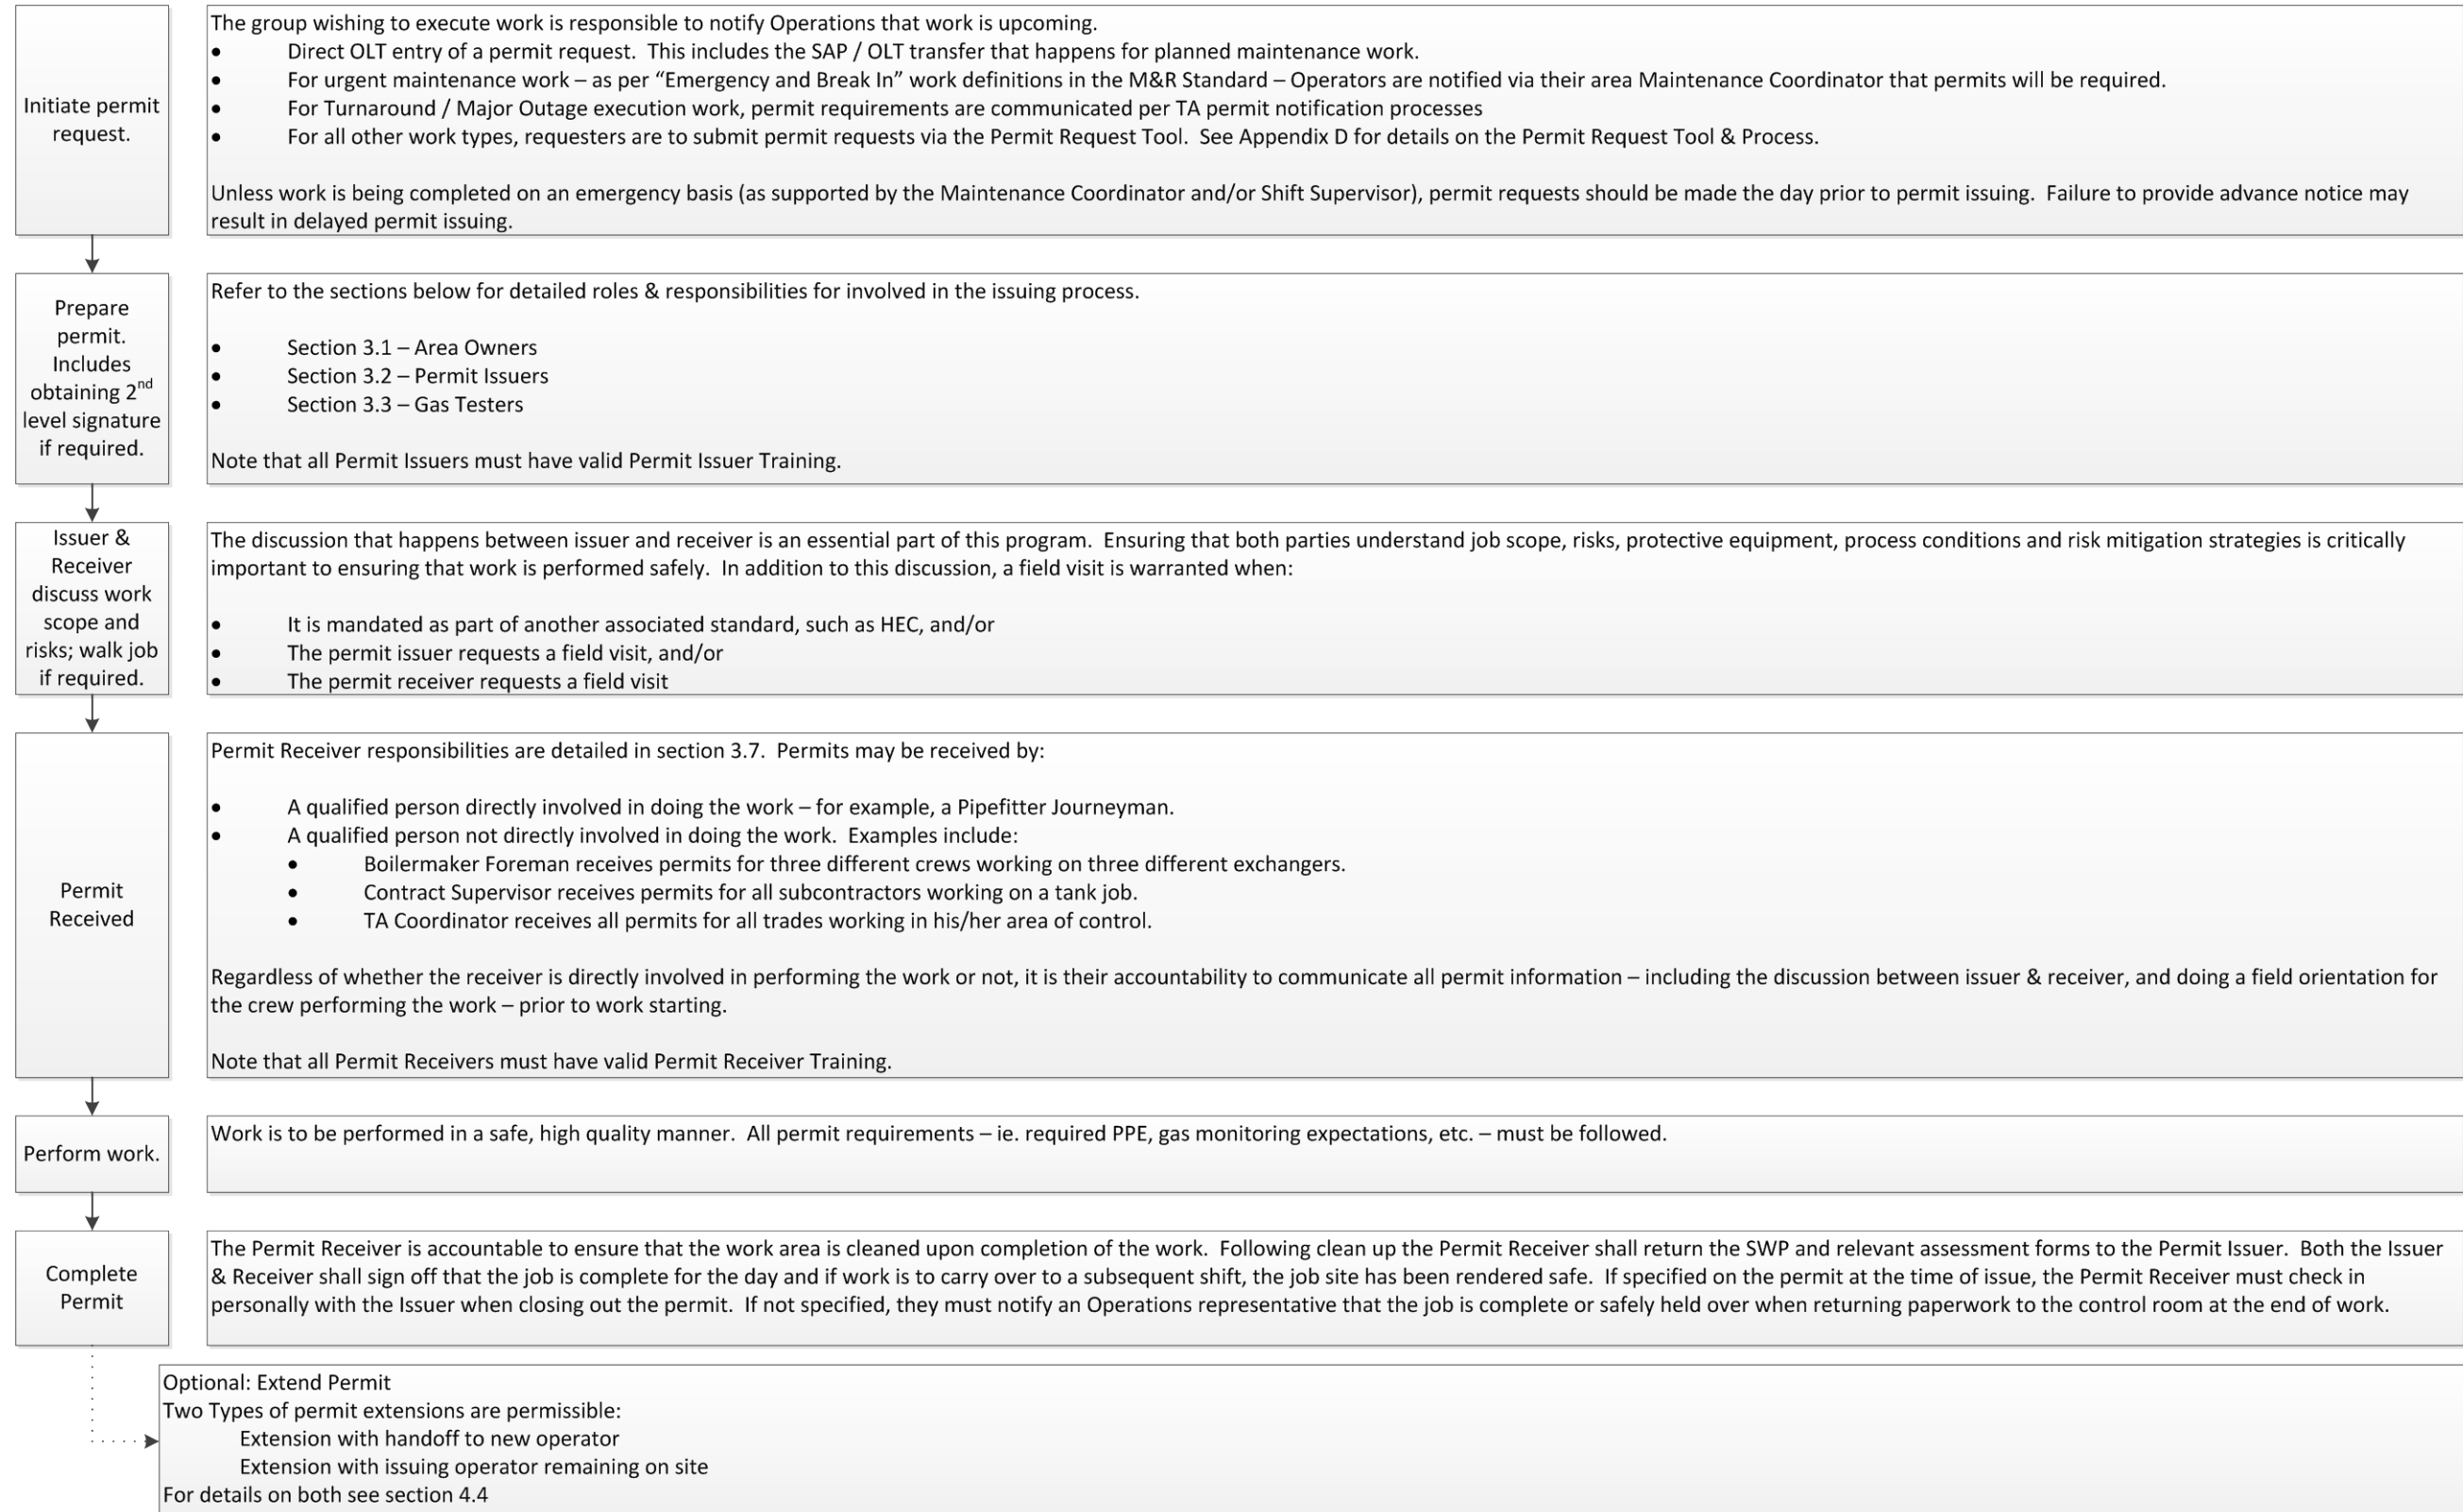 Initiate permit
request.
The group wishing to execute work is responsible to notify Operations that work is upcoming.
• Direct OLT entry of a permit request. This includes the SAP / OLT transfer that happens for planned maintenance work.
• For urgent maintenance work – as per “Emergency and Break In” work definitions in the M&R Standard – Operators are notified via their area Maintenance Coordinator that permits will be required.
• For Turnaround / Major Outage execution work, permit requirements are communicated per TA permit notification processes
• For all other work types, requesters are to submit permit requests via the Permit Request Tool. See Appendix D for details on the Permit Request Tool & Process.
Unless work is being completed on an emergency basis (as supported by the Maintenance Coordinator and/or Shift Supervisor), permit requests should be made the day prior to permit issuing. Failure to provide advance notice may
result in delayed permit issuing.
Prepare
permit.
Includes
obtaining 2nd
level signature
if required.
Refer to the sections below for detailed roles & responsibilities for involved in the issuing process.
• Section 3.1 – Area Owners
• Section 3.2 – Permit Issuers
• Section 3.3 – Gas Testers
Note that all Permit Issuers must have valid Permit Issuer Training.
Issuer &
Receiver
discuss work
scope and
risks; walk job
if required.
The discussion that happens between issuer and receiver is an essential part of this program. Ensuring that both parties understand job scope, risks, protective equipment, process conditions and risk mitigation strategies is critically
important to ensuring that work is performed safely. In addition to this discussion, a field visit is warranted when:
• It is mandated as part of another associated standard, such as HEC, and/or
• The permit issuer requests a field visit, and/or
• The permit receiver requests a field visit
Permit
Received
Permit Receiver responsibilities are detailed in section 3.7. Permits may be received by:
• A qualified person directly involved in doing the work – for example, a Pipefitter Journeyman.
• A qualified person not directly involved in doing the work. Examples include:
• Boilermaker Foreman receives permits for three different crews working on three different exchangers.
• Contract Supervisor receives permits for all subcontractors working on a tank job.
• TA Coordinator receives all permits for all trades working in his/her area of control.
Regardless of whether the receiver is directly involved in performing the work or not, it is their accountability to communicate all permit information – including the discussion between issuer & receiver, and doing a field orientation for
the crew performing the work – prior to work starting.
Note that all Permit Receivers must have valid Permit Receiver Training.
Perform work.
Work is to be performed in a safe, high quality manner. All permit requirements – ie. required PPE, gas monitoring expectations, etc. – must be followed.
Complete
Permit
The Permit Receiver is accountable to ensure that the work area is cleaned upon completion of the work. Following clean up the Permit Receiver shall return the SWP and relevant assessment forms to the Permit Issuer. Both the Issuer
& Receiver shall sign off that the job is complete for the day and if work is to carry over to a subsequent shift, the job site has been rendered safe. If specified on the permit at the time of issue, the Permit Receiver must check in
personally with the Issuer when closing out the permit. If not specified, they must notify an Operations representative that the job is complete or safely held over when returning paperwork to the control room at the end of work.
Optional: Extend Permit
Two Types of permit extensions are permissible:
Extension with handoff to new operator
Extension with issuing operator remaining on site
For details on both see section 4.4